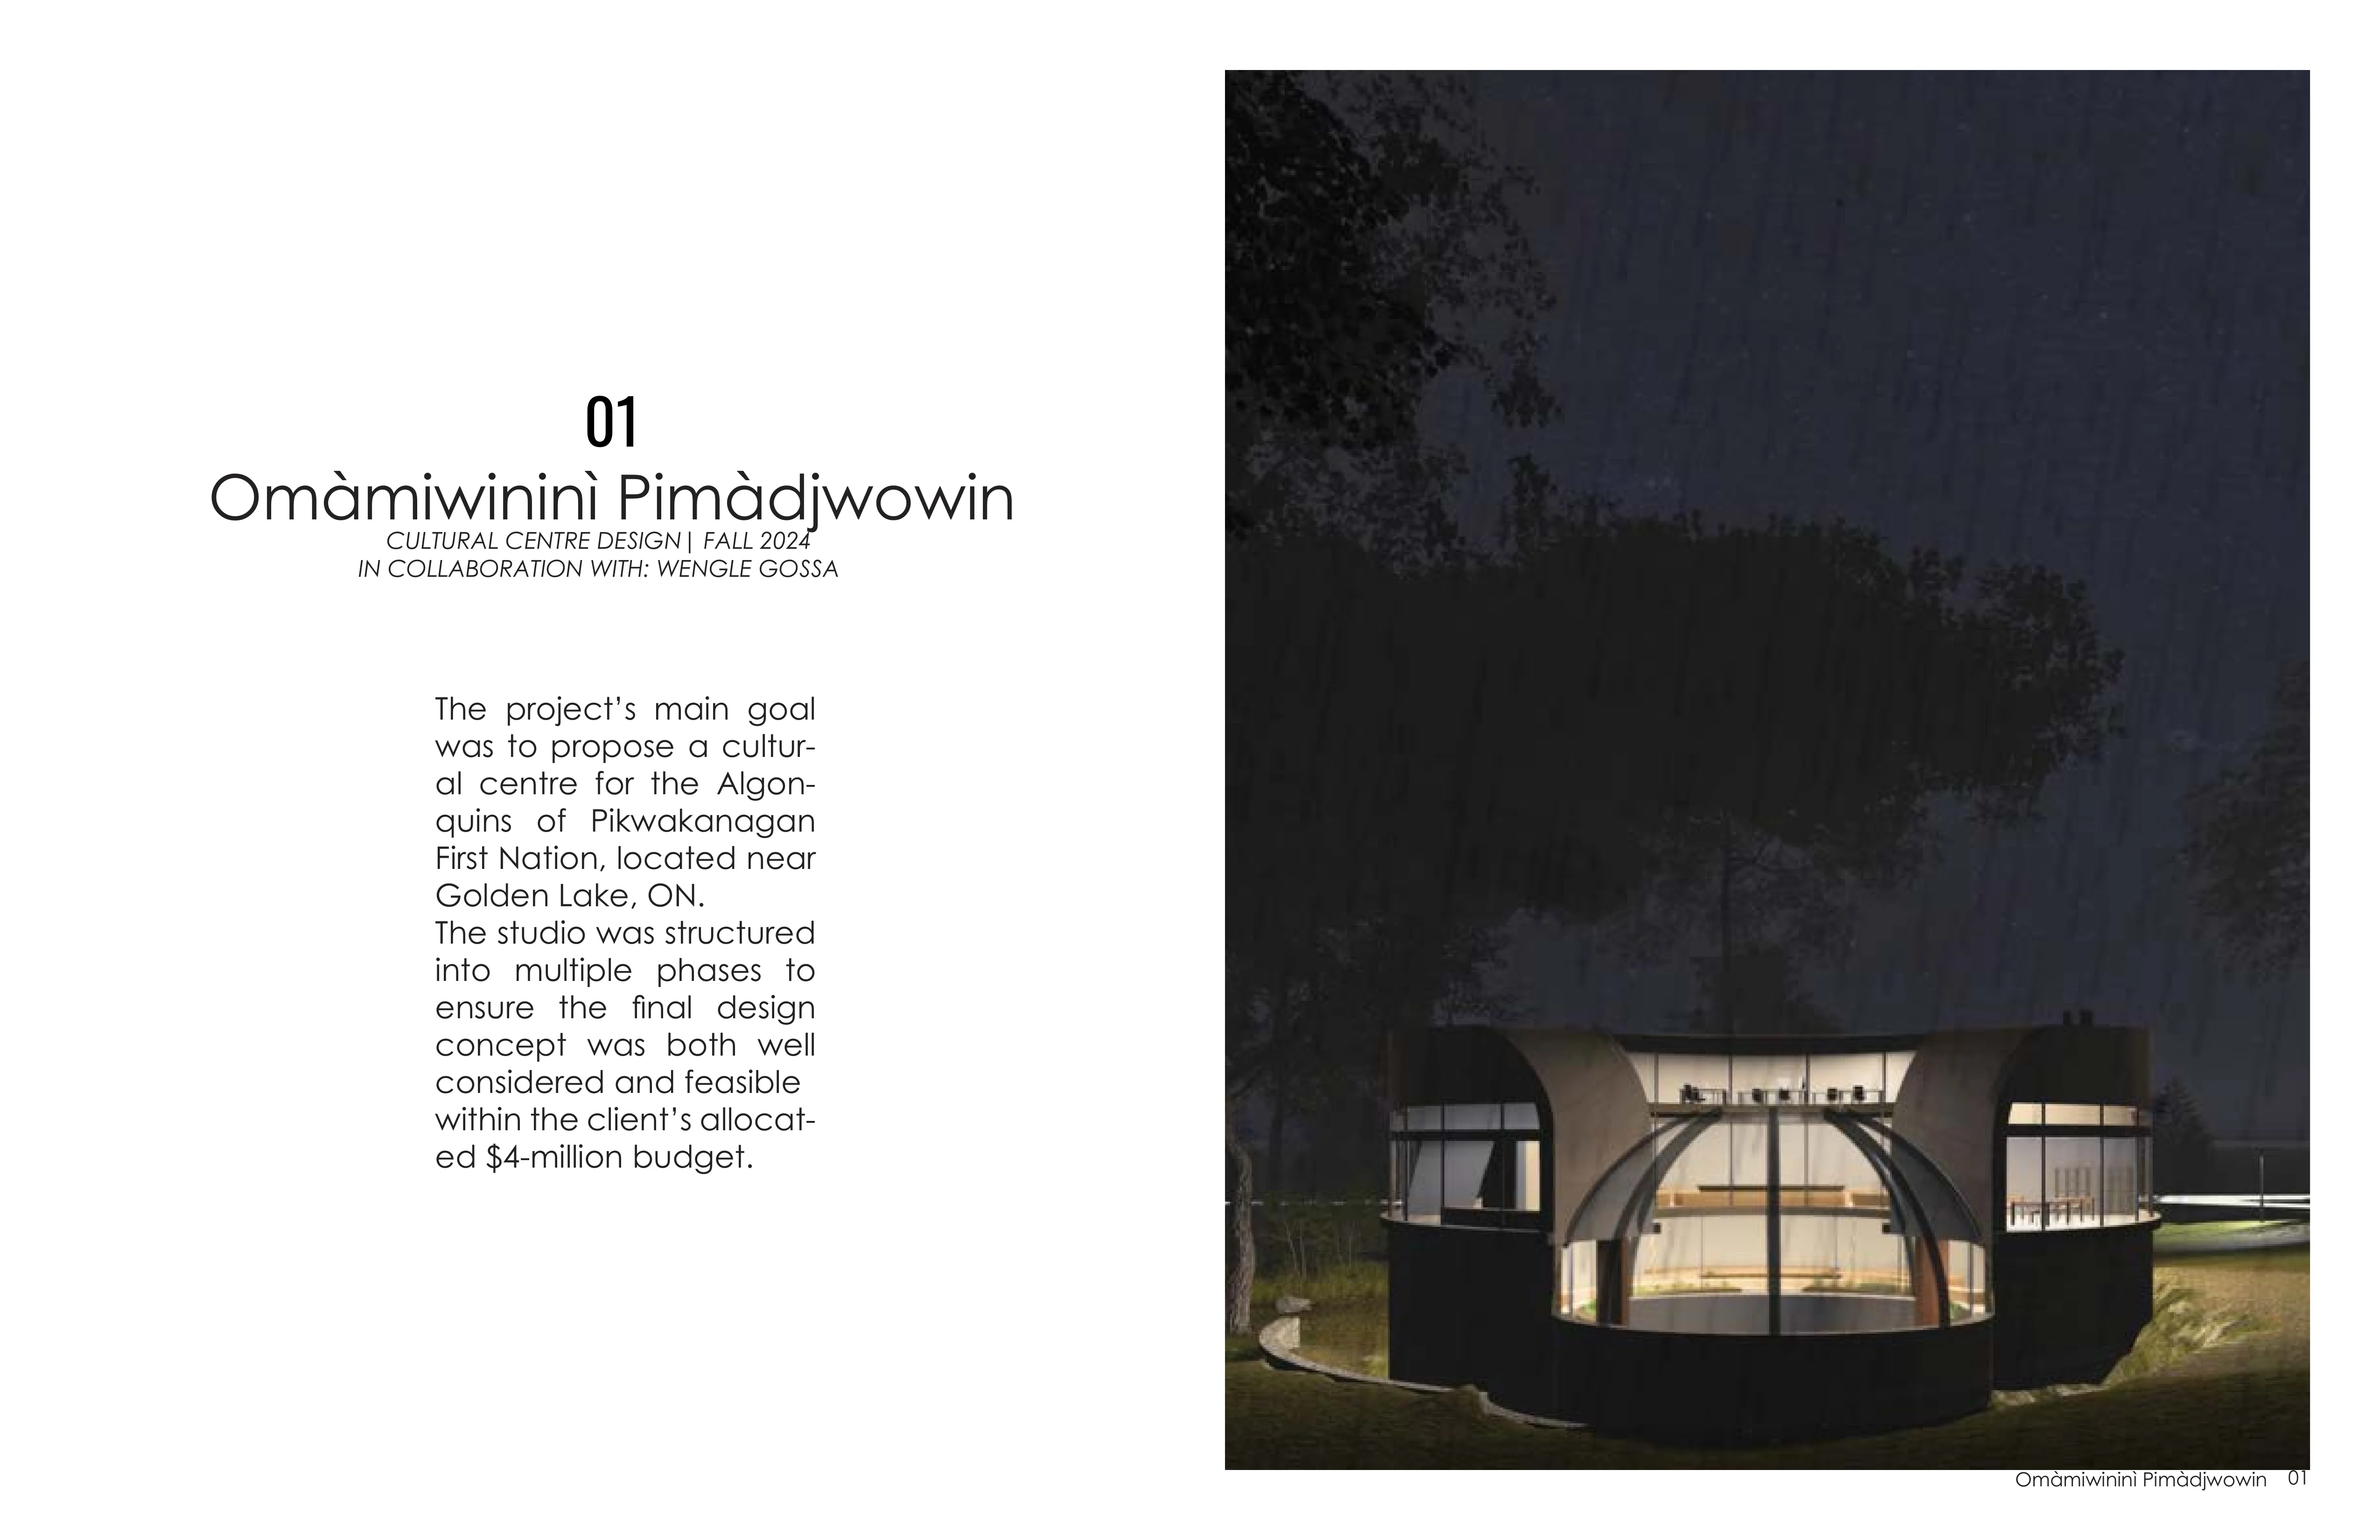 01
Omàmiwininì Pimàdjwowin
CULTURAL CENTRE DESIGN| FALL 2024
IN COLLABORATION WITH: WENGLE GOSSA
The project’s main goal
was to propose a cultur-
al centre for the Algon-
quins of Pikwakanagan
First Nation, located near
Golden Lake, ON.
The studio was structured
into multiple phases to
ensure the final design
concept was both well
considered and feasible
within the client’s allocat-
ed $4-million budget.
Omàmiwininì Pimàdjwowin 01